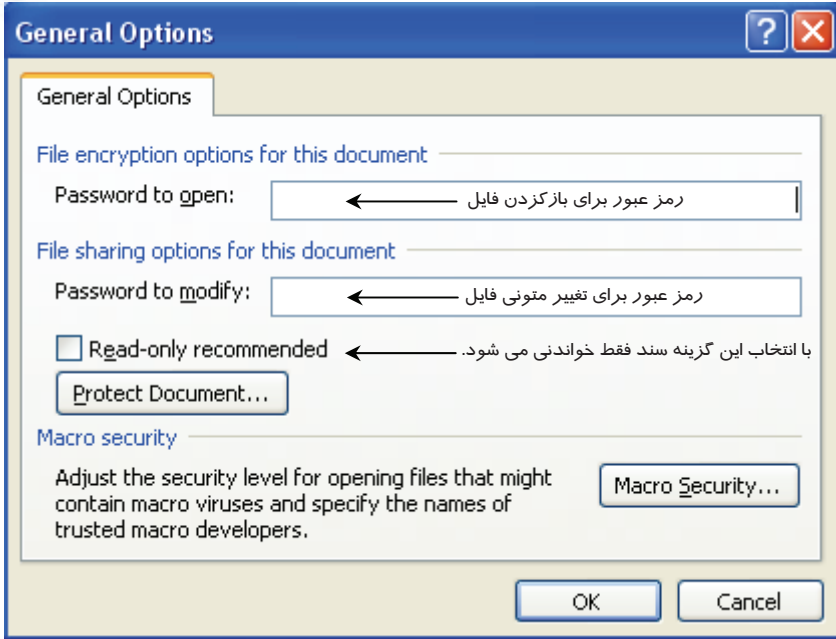 General Options
General Options
File encryption options for this document
Password to open:
رمز عبور برای بازکردن فایل
File sharing options for this document
Password to modify:
رمز عبور برای تغییر متونی فایل
Read-only recommended
با انتخاب این گزینه سند فقط خواندنی می شود.
Protect Document...
Macro security
Adjust the security level for opening files that might
contain macro viruses and specify the names of
trusted macro developers.
Macro Security...
OK
Cancel